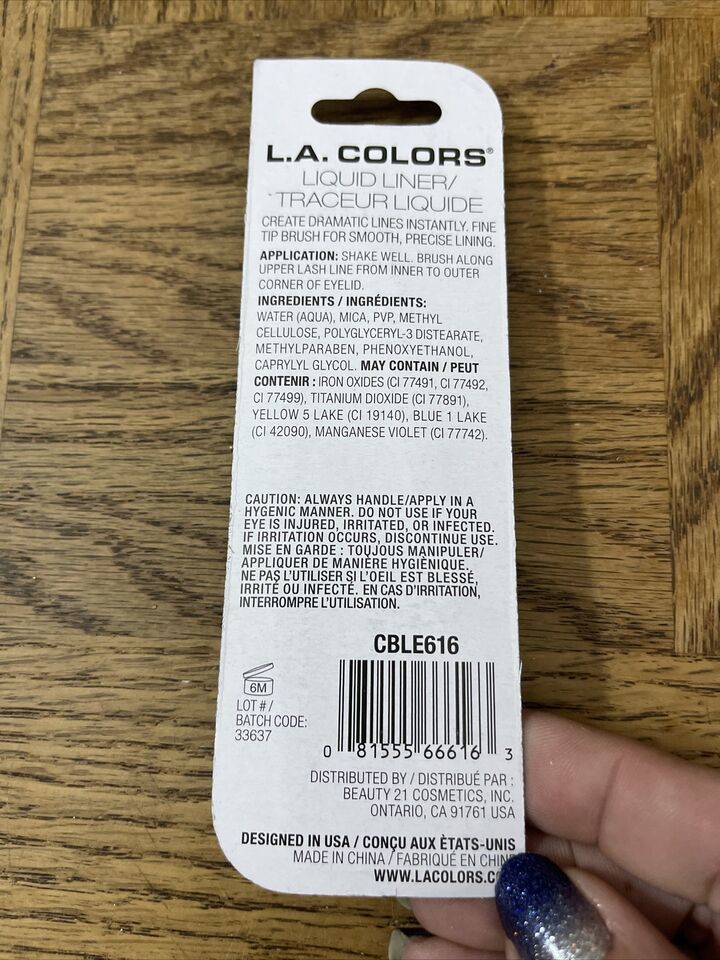 L.A. COLORS®
LIQUID LINER/
TRACEUR LIQUIDE
CREATE DRAMATIC LINES INSTANTLY. FINE
TIP BRUSH FOR SMOOTH, PRECISE LINING.
APPLICATION: SHAKE WELL. BRUSH ALONG
UPPER LASH LINE FROM INNER TO OUTER
CORNER OF EYELID.
INGREDIENTS / INGRÉDIENTS:
WATER (AQUA), MICA, PVP, METHYL
CELLULOSE, POLYGLYCERYL-3 DISTEARATE,
METHYLPARABEN, PHENOXYETHANOL,
CAPRYLYL GLYCOL. MAY CONTAIN / PEUT
CONTENIR : IRON OXIDES (CI 77491, CI 77492,
CI 77499), TITANIUM DIOXIDE (CI 77891),
YELLOW 5 LAKE (CI 19140), BLUE 1 LAKE
(CI 42090), MANGANESE VIOLET (CI 77742).
CAUTION: ALWAYS HANDLE/APPLY IN A
HYGENIC MANNER. DO NOT USE IF YOUR
EYE IS INJURED, IRRITATED, OR INFECTED.
IF IRRITATION OCCURS, DISCONTINUE USE.
MISE EN GARDE : TOUJOUS MANIPULER/
APPLIQUER DE MANIÈRE HYGIÈNIQUE.
NE PAS L'UTILISER SI L'OEIL EST BLESSÉ,
IRRITÉ OU INFECTÉ. EN CAS D'IRRITATION,
INTERROMPRE L'UTILISATION.
CBLE616
6M
LOT # /
BATCH CODE:
33637
0 81555 66616 3
DISTRIBUTED BY / DISTRIBUÉ PAR :
BEAUTY 21 COSMETICS, INC.
ONTARIO, CA 91761 USA
DESIGNED IN USA / CONÇU AUX ÈTATS-UNIS
MADE IN CHINA / FABRIQUÉ EN CHIN
WWW.LACOLORS.C